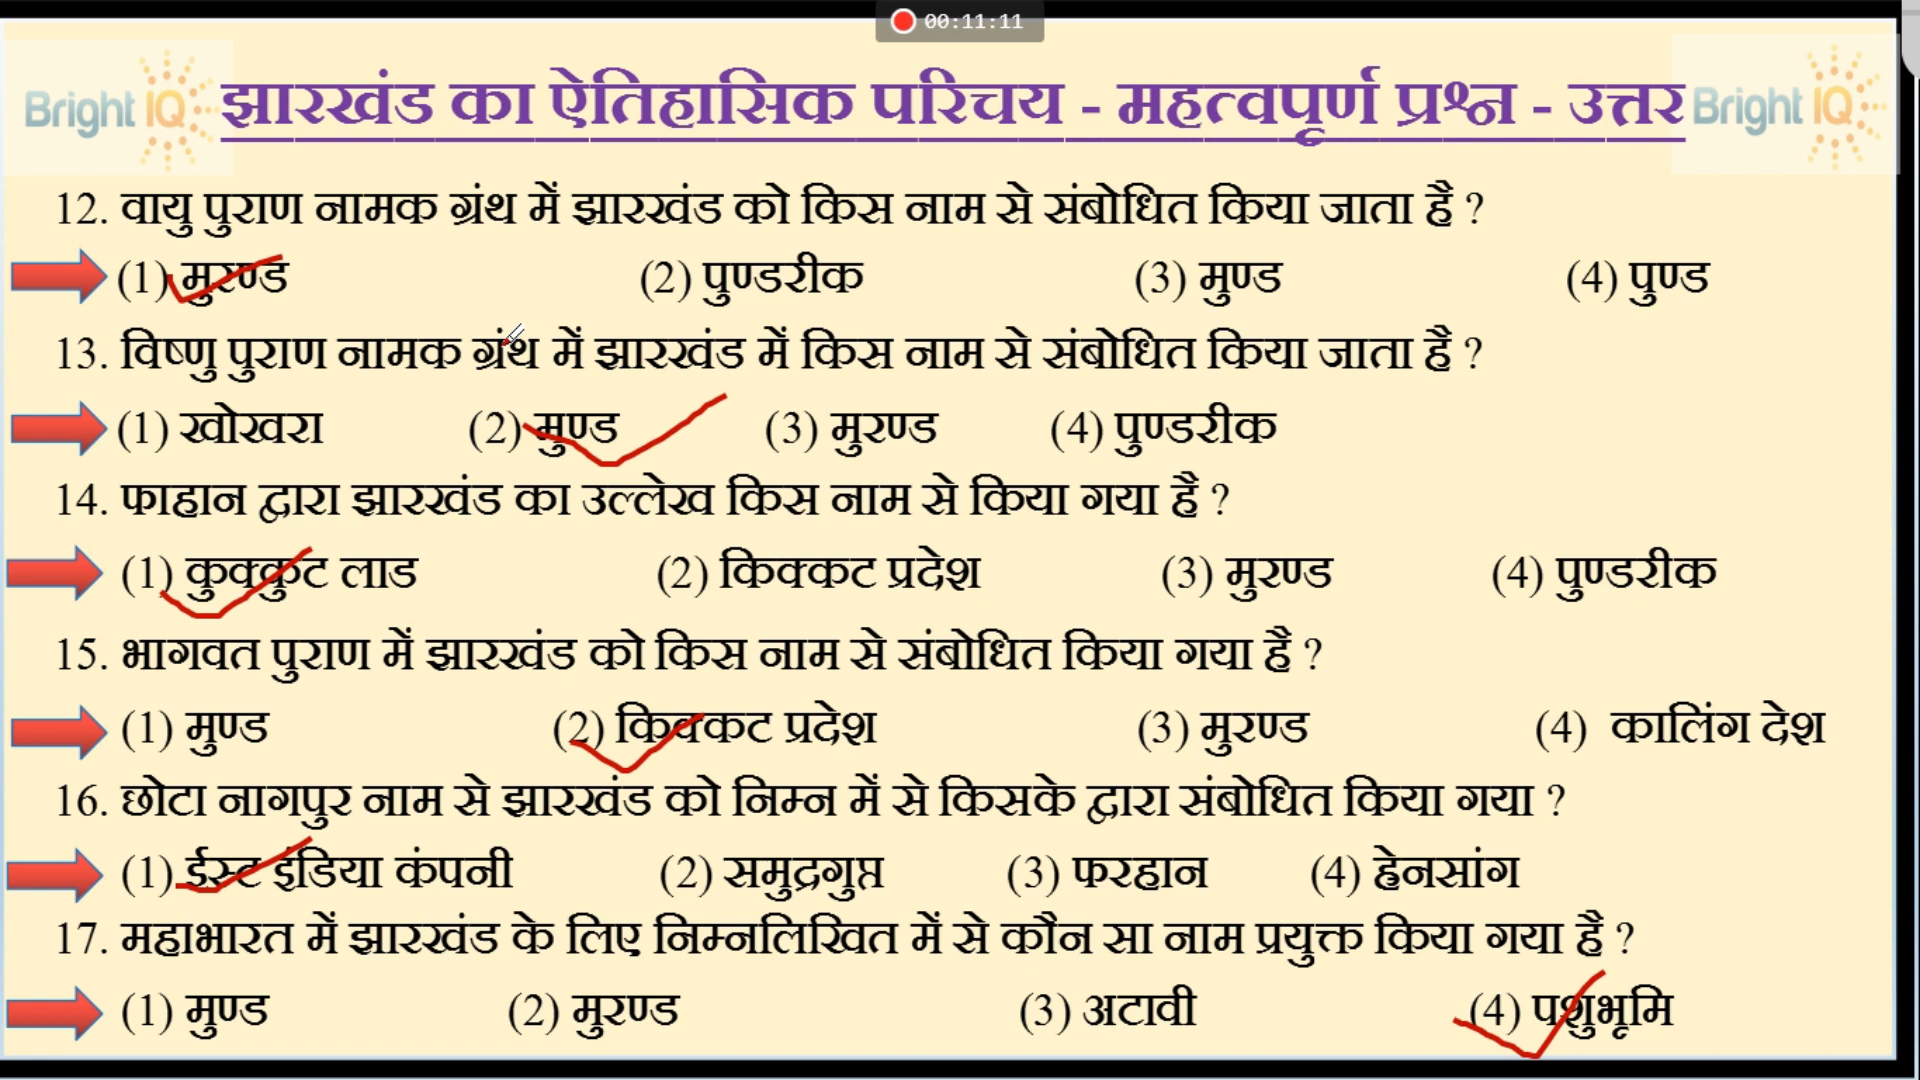 00:11:11
Bright IQ झारखंड का ऐतिहासिक परिचय - महत्वपूर्ण प्रश्न - उत्तर Bright IQ
12. वायु पुराण नामक ग्रंथ में झारखंड को किस नाम से संबोधित किया जाता है ?
(1) मुरण्ड (2) पुण्डरीक (3) मुण्ड (4) पुण्ड
13. विष्णु पुराण नामक ग्रंथ में झारखंड में किस नाम से संबोधित किया जाता है ?
(1) खोखरा (2) मुण्ड (3) मुरण्ड (4) पुण्डरीक
14. फाहान द्वारा झारखंड का उल्लेख किस नाम से किया गया है ?
(1) कुक्कुट लाड (2) किक्कट प्रदेश (3) मुरण्ड (4) पुण्डरीक
15. भागवत पुराण में झारखंड को किस नाम से संबोधित किया गया है ?
(1) मुण्ड (2) किक्कट प्रदेश (3) मुरण्ड (4) कालिंग देश
16. छोटा नागपुर नाम से झारखंड को निम्न में से किसके द्वारा संबोधित किया गया ?
(1) ईस्ट इंडिया कंपनी (2) समुद्रगुप्त (3) फरहान (4) हेनसांग
17. महाभारत में झारखंड के लिए निम्नलिखित में से कौन सा नाम प्रयुक्त किया गया है ?
(1) मुण्ड (2) मुरण्ड (3) अटावी (4) पशुभूमि